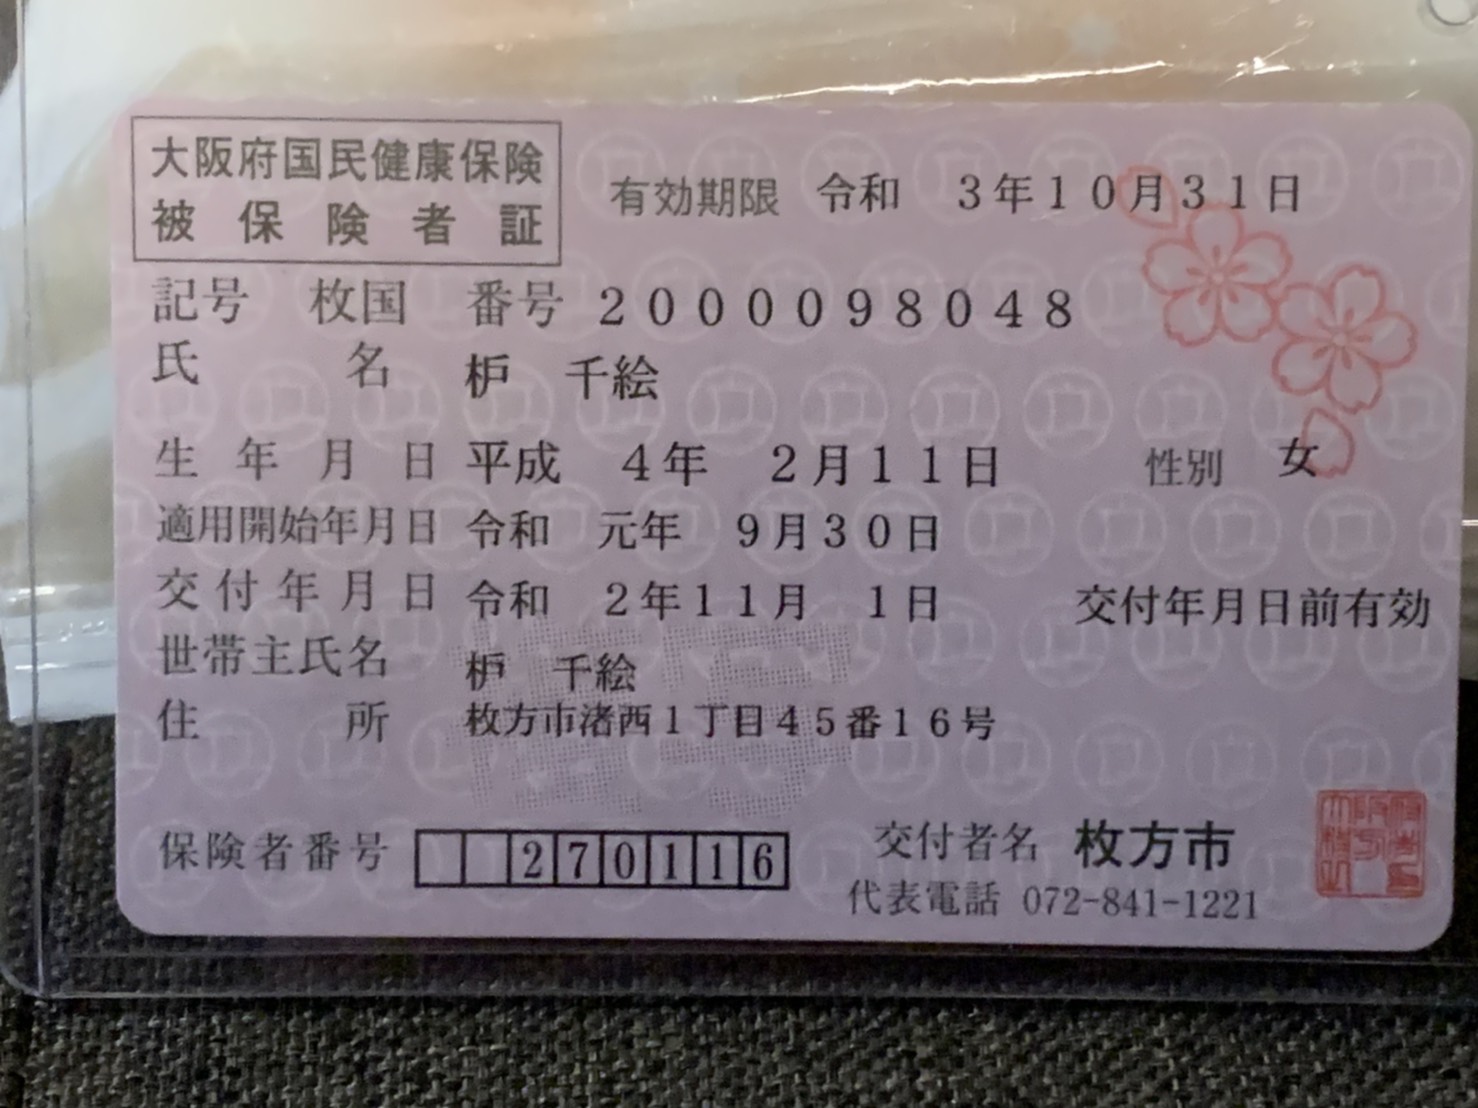 大阪府国民健康保険
被保険者証
有効期限 令和 3年10月31日
記号 枚国 番号 2000098048
氏名 枦 千絵
生年月日 平成 4年 2月11日 性別 女
適用開始年月日 令和 元年 9月30日
交付年月日 令和 2年11月 1日 交付年月日前有効
世帯主氏名 枦 千絵
住所 枚方市渚西1丁目45番16号
保険者番号 270116
交付者名 枚方市
代表電話 072-841-1221